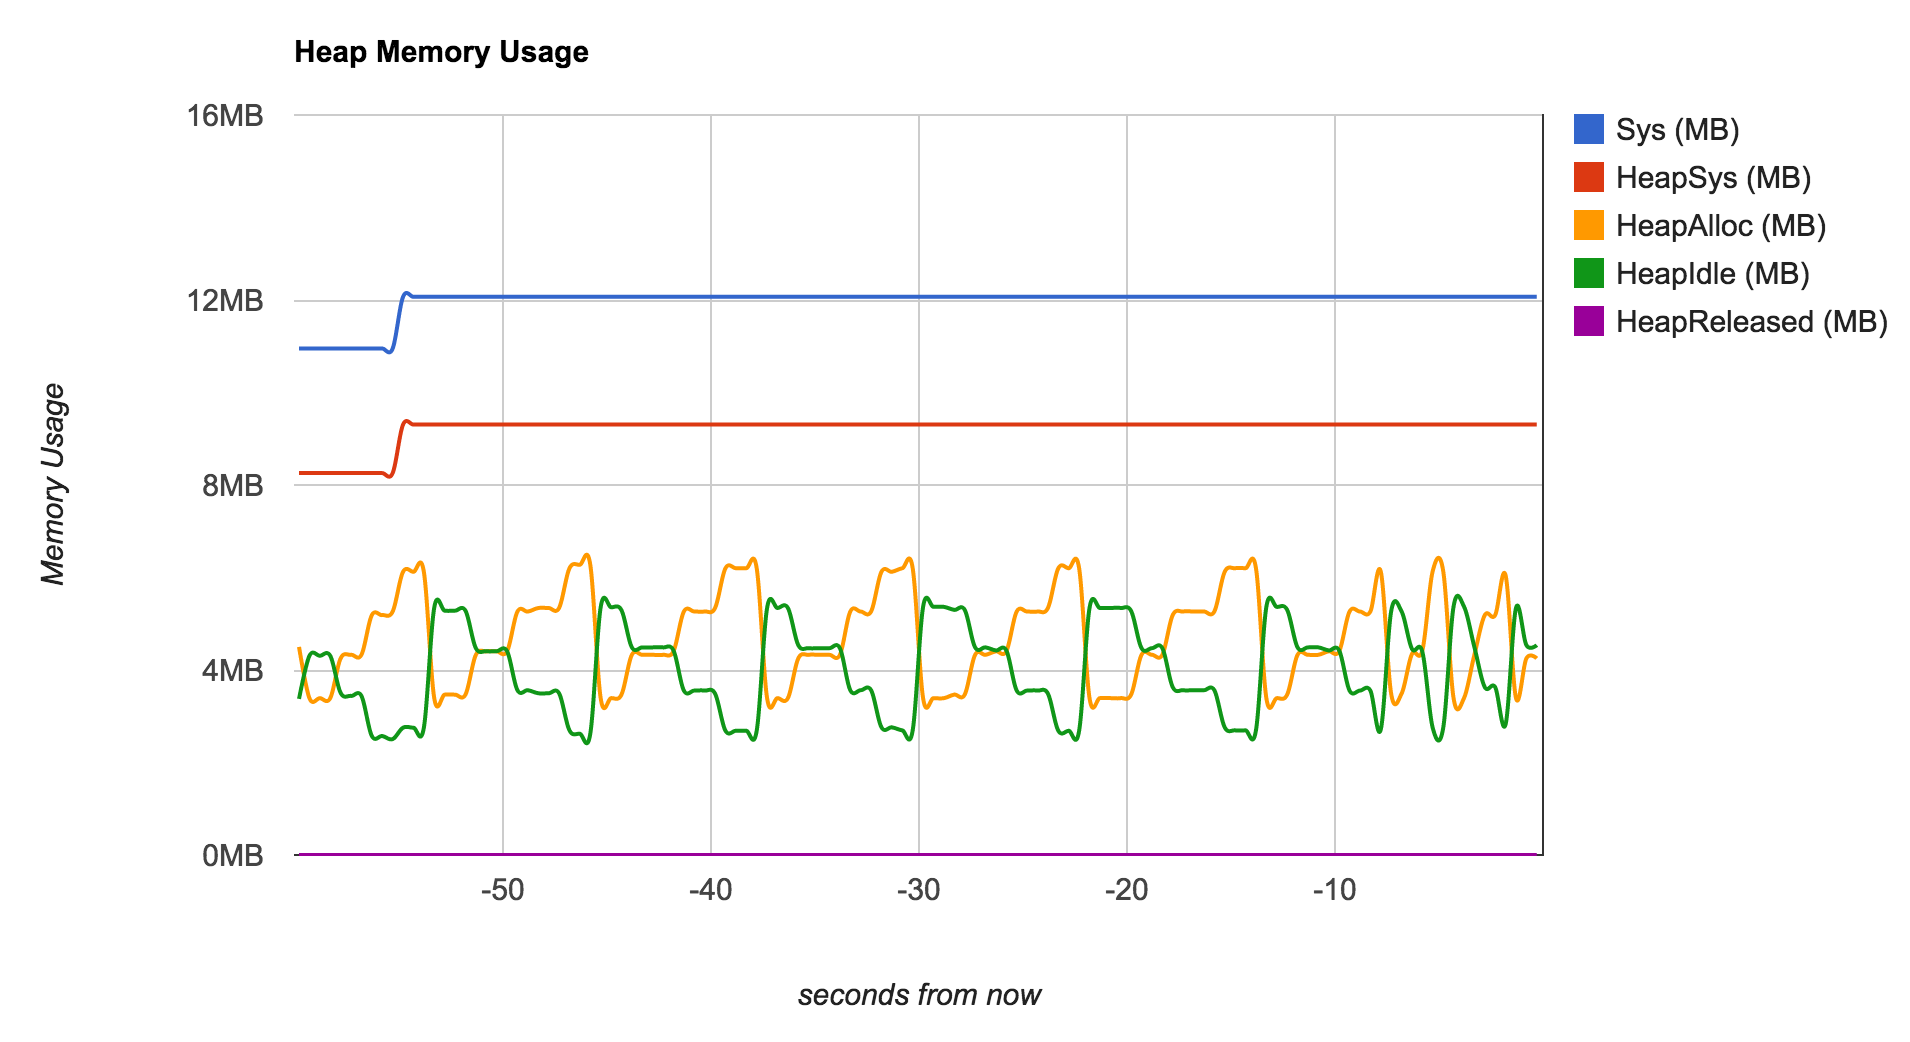 Heap Memory Usage
16MB
12MB
8MB
4MB
0MB
Memory Usage
-50
-40
-30
-20
-10
seconds from now
Sys (MB)
HeapSys (MB)
HeapAlloc (MB)
HeapIdle (MB)
HeapReleased (MB)